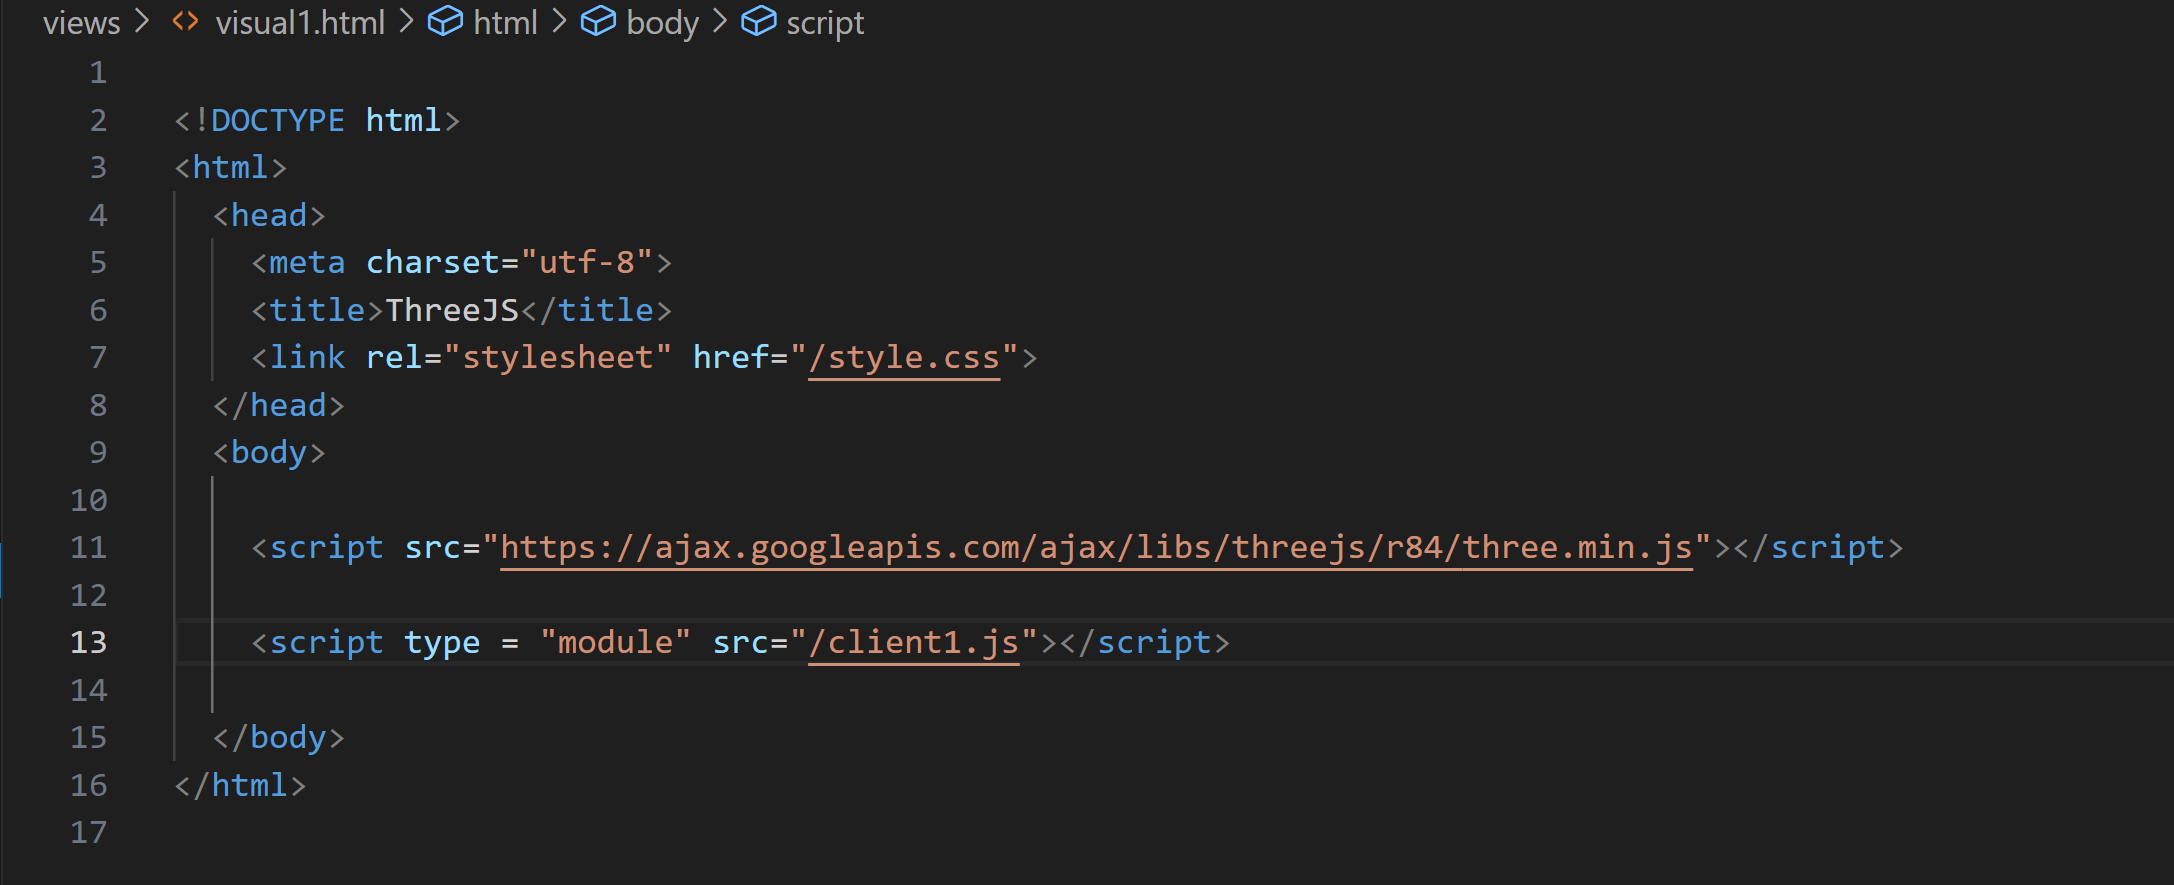 views > <> visual1.html > html > body > script
1
2 <!DOCTYPE html>
3 <html>
4 <head>
5 <meta charset="utf-8">
6 <title>ThreeJS</title>
7 <link rel="stylesheet" href="/style.css">
8 </head>
9 <body>
10
11 <script src="https://ajax.googleapis.com/ajax/libs/threejs/r84/three.min.js"></script>
12
13 <script type = "module" src="/client1.js"></script>
14
15 </body>
16 </html>
17